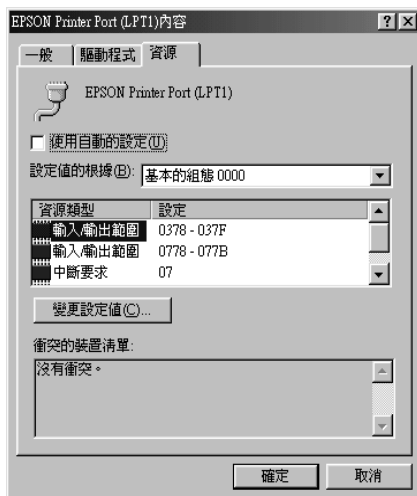 EPSON Printer Port (LPT1)內容
一般 驅動程式 資源
EPSON Printer Port (LPT1)
使用自動的設定(U)
設定值的根據(B): 基本的組態 0000
資源類型 設定
輸入/輸出範圍 0378 - 037F
輸入/輸出範圍 0778 - 077B
中斷要求 07
變更設定值(C)...
衝突的裝置清單:
沒有衝突。
確定 取消